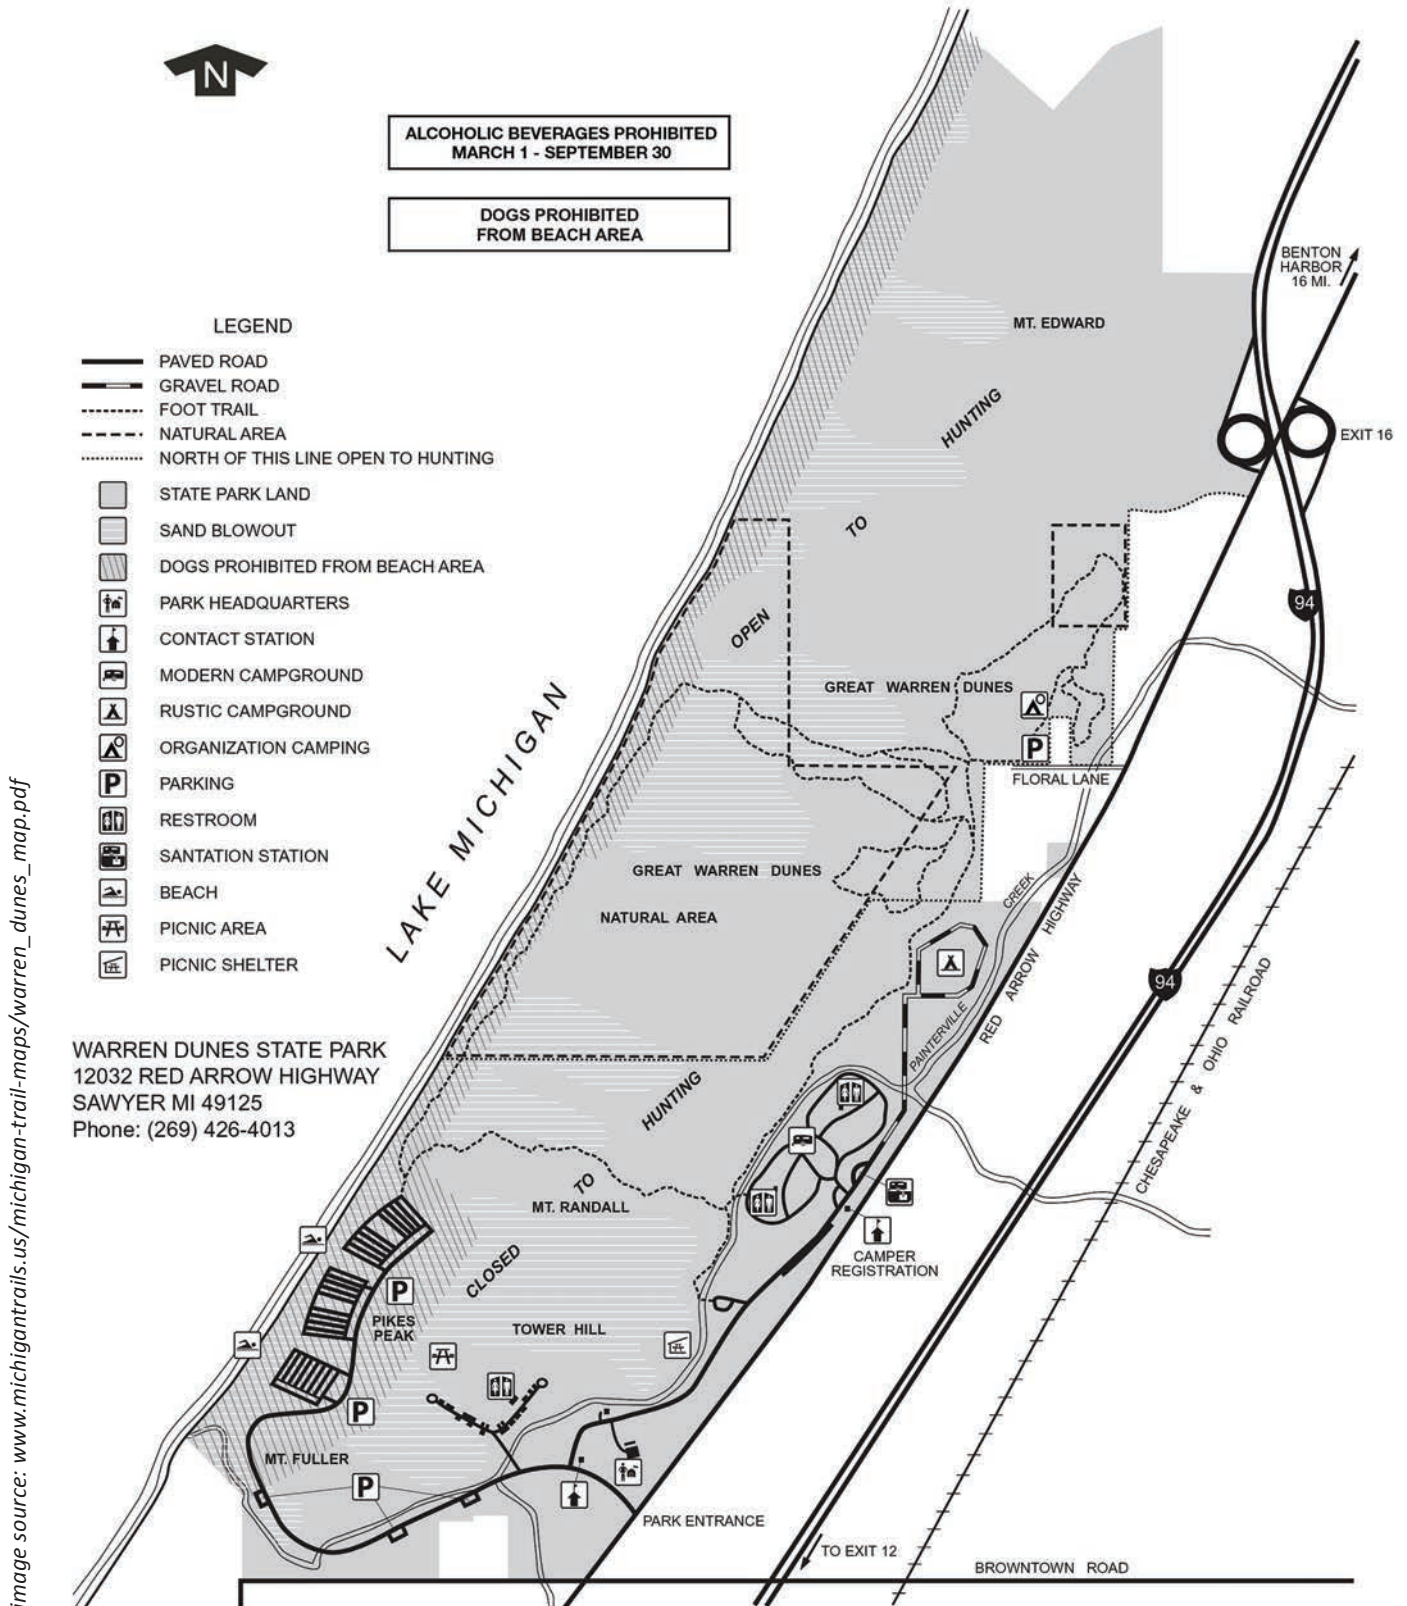 N
ALCOHOLIC BEVERAGES PROHIBITED
MARCH 1 - SEPTEMBER 30
DOGS PROHIBITED
FROM BEACH AREA
BENTON
HARBOR
16 MI.
LEGEND
PAVED ROAD
GRAVEL ROAD
FOOT TRAIL
NATURAL AREA
NORTH OF THIS LINE OPEN TO HUNTING
STATE PARK LAND
SAND BLOWOUT
DOGS PROHIBITED FROM BEACH AREA
PARK HEADQUARTERS
CONTACT STATION
MODERN CAMPGROUND
RUSTIC CAMPGROUND
ORGANIZATION CAMPING
P PARKING
RESTROOM
SANTATION STATION
BEACH
PICNIC AREA
PICNIC SHELTER
WARREN DUNES STATE PARK
12032 RED ARROW HIGHWAY
SAWYER MI 49125
Phone: (269) 426-4013
MT. EDWARD
OPEN TO HUNTING
EXIT 16
94
GREAT WARREN DUNES
P
FLORAL LANE
LAKE MICHIGAN
GREAT WARREN DUNES
NATURAL AREA
CREEK
PAINTERVILLE
RED ARROW HIGHWAY
94
CHESAPEAKE & OHIO RAILROAD
CLOSED TO HUNTING
MT. RANDALL
CAMPER
REGISTRATION
P
PIKES
PEAK
TOWER HILL
P
MT. FULLER
P
PARK ENTRANCE
TO EXIT 12
BROWNTOWN ROAD
image source: www.michigantrails.us/michigan-trail-maps/warren_dunes_map.pdf